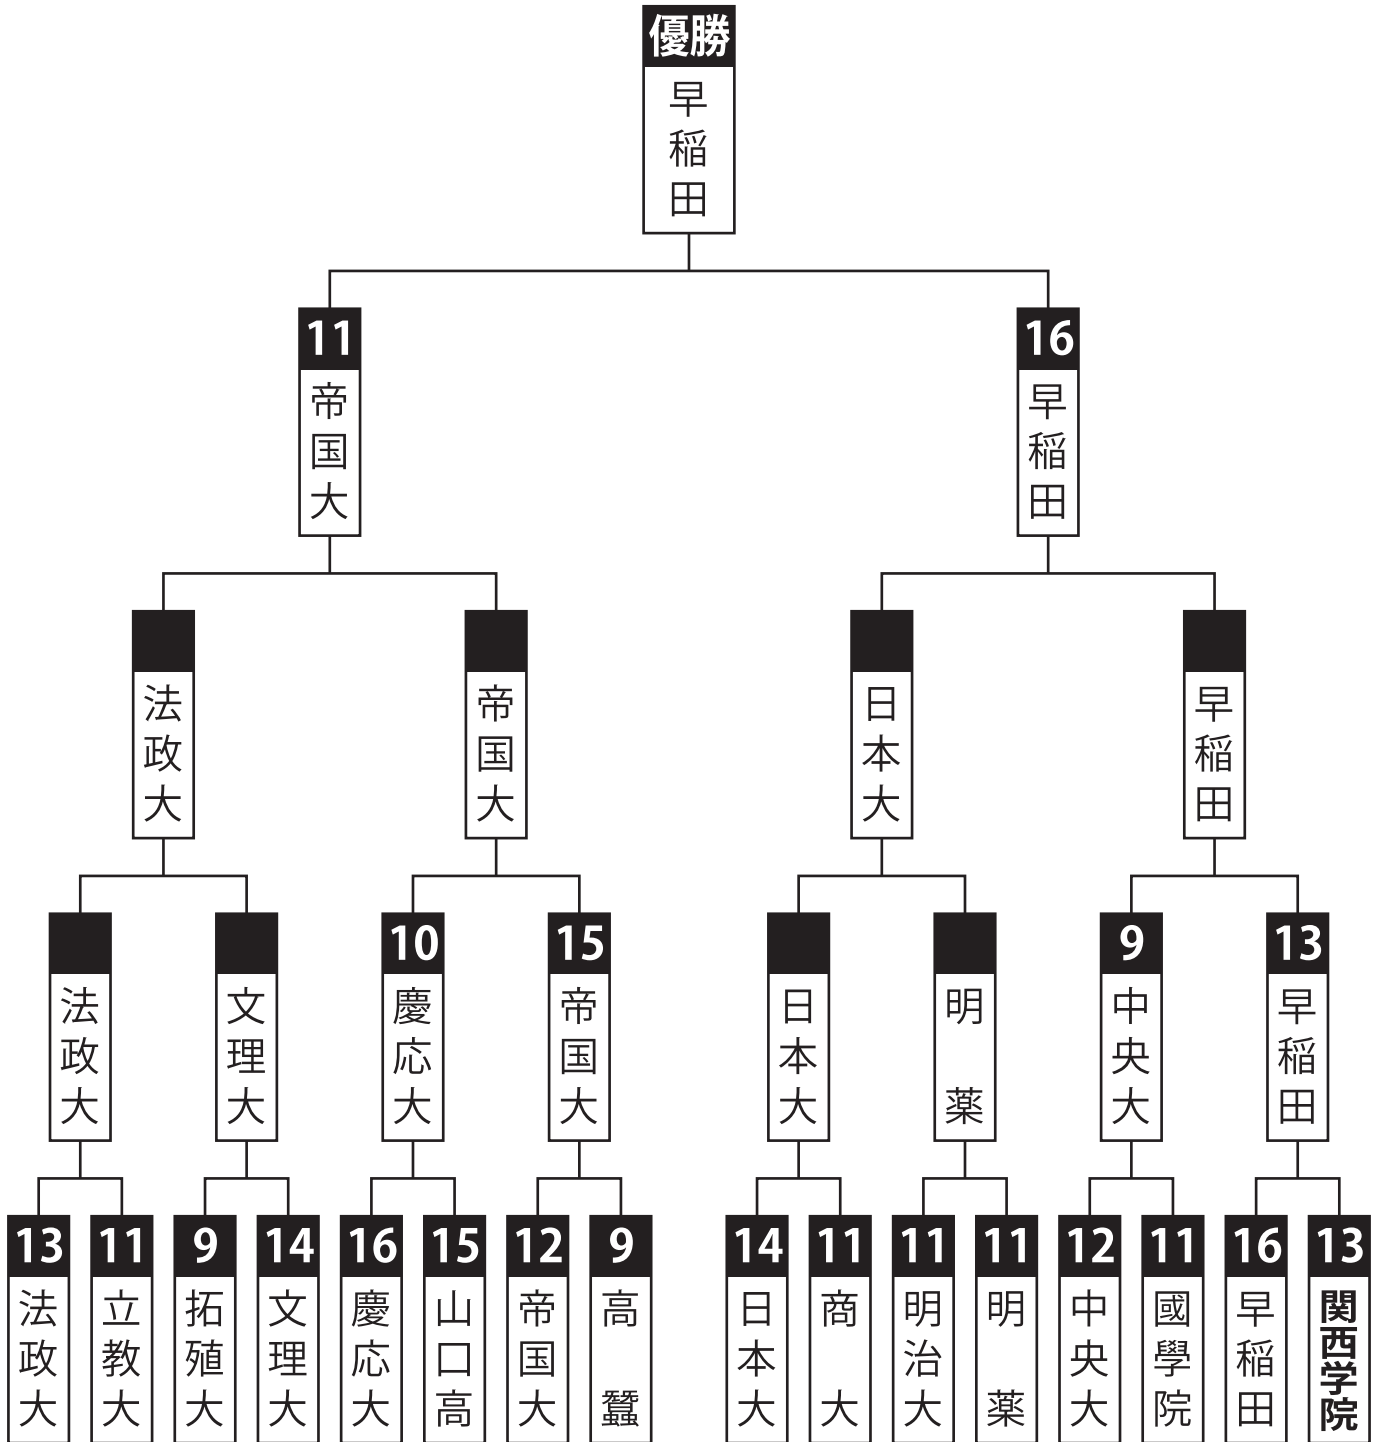 優勝
早稲田
11
帝国大
16
早稲田
法政大
帝国大
日本大
早稲田
法政大
文理大
10
慶応大
15
帝国大
日本大
明薬
9
中央大
13
早稲田
13
法政大
11
立教大
9
拓殖大
14
文理大
16
慶応大
15
山口高
12
帝国大
9
高蠶
14
日本大
11
商大
11
明治大
11
明薬
12
中央大
11
國學院
16
早稲田
13
関西学院